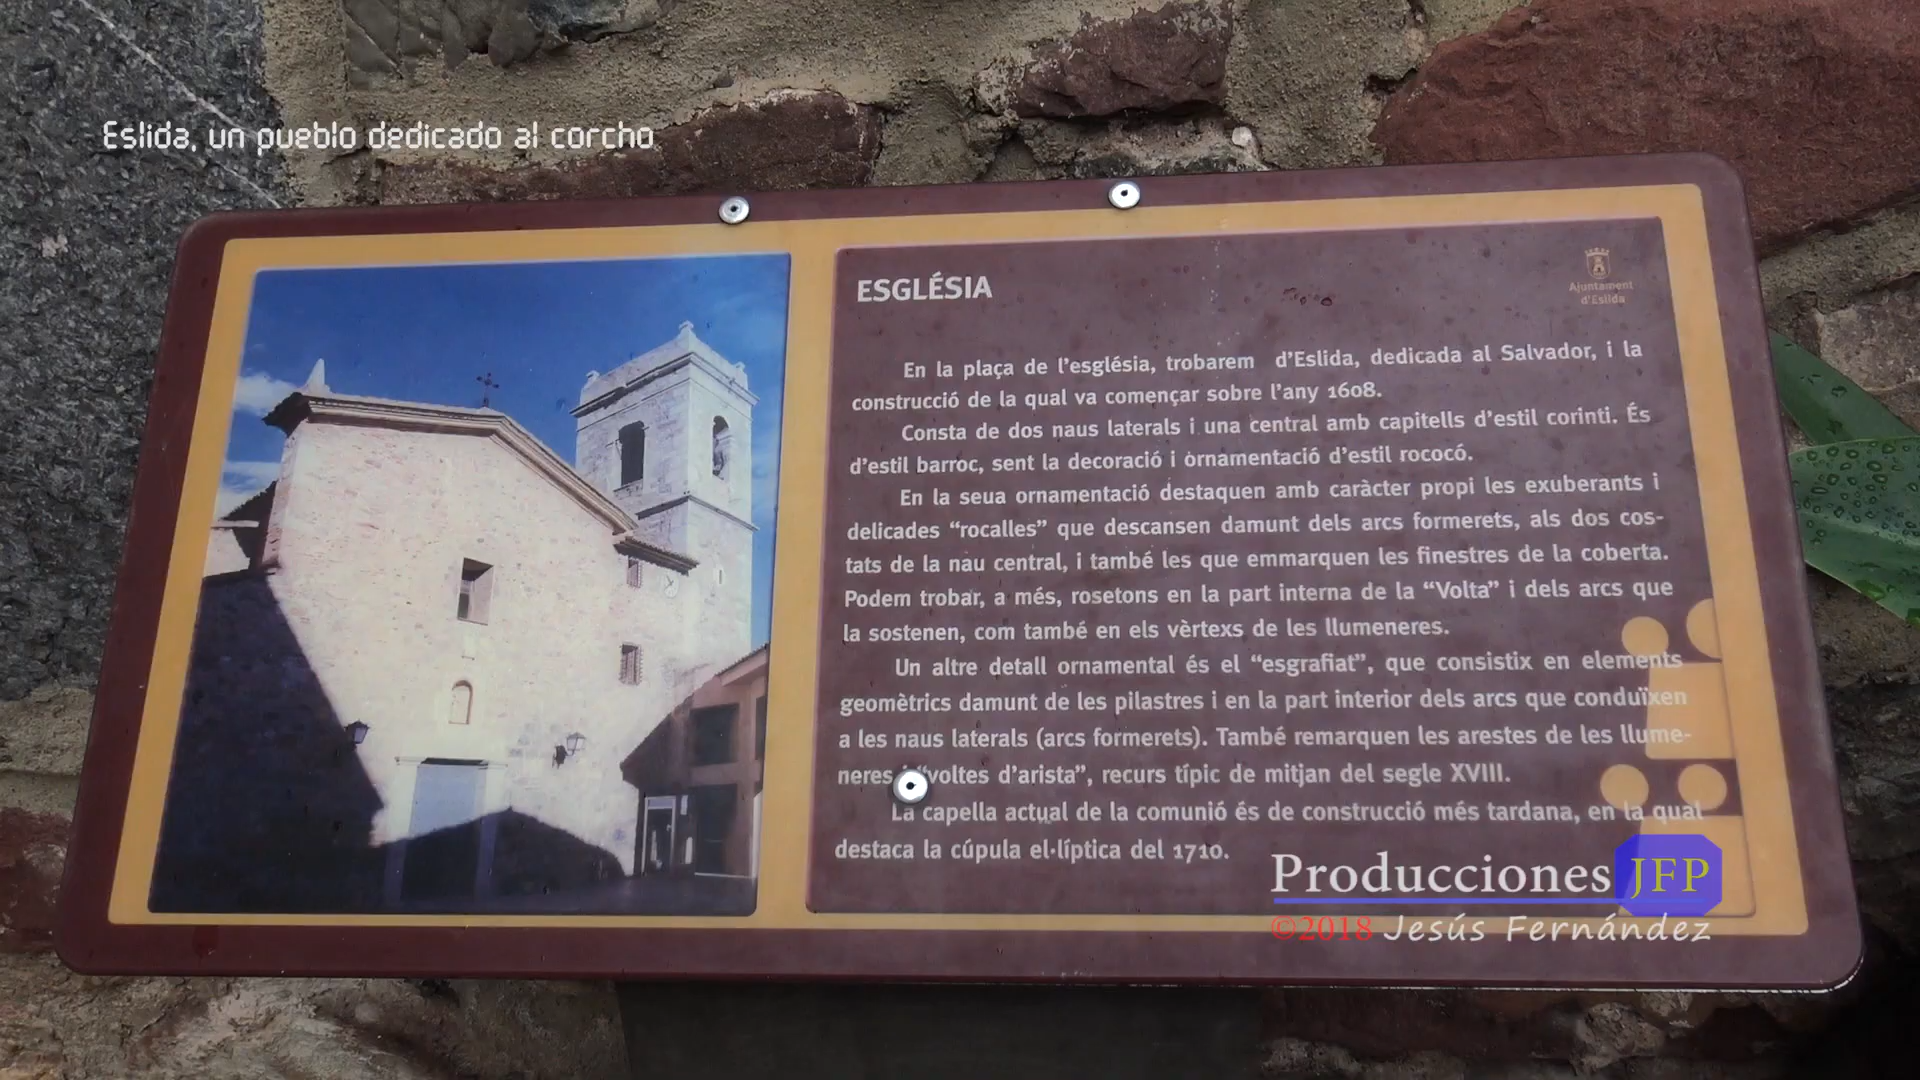 Eslida, un pueblo dedicado al corcho
ESGLÉSIA
Ajuntament
d'Eslida
En la plaça de l'església, trobarem d'Eslida, dedicada al Salvador, i la
construcció de la qual va començar sobre l'any 1608.
Consta de dos naus laterals i una central amb capitells d'estil corinti. És
d'estil barroc, sent la decoració i ornamentació d'estil rococó.
En la seua ornamentació destaquen amb caràcter propi les exuberants i
delicades "rocalles" que descansen damunt dels arcs formerets, als dos cos-
tats de la nau central, i també les que emmarquen les finestres de la coberta.
Podem trobar, a més, rosetons en la part interna de la "Volta" i dels arcs que
la sostenen, com també en els vèrtexs de les llumeneres.
Un altre detall ornamental és el "esgrafiat", que consistix en elements
geomètrics damunt de les pilastres i en la part interior dels arcs que conduïxen
a les naus laterals (arcs formerets). També remarquen les arestes de les llume-
neres i "voltes d'arista", recurs típic de mitjan del segle XVIII.
La capella actual de la comunió és de construcció més tardana, en la qual
destaca la cúpula el·líptica del 1710.
Producciones JFP
©2018 Jesús Fernández